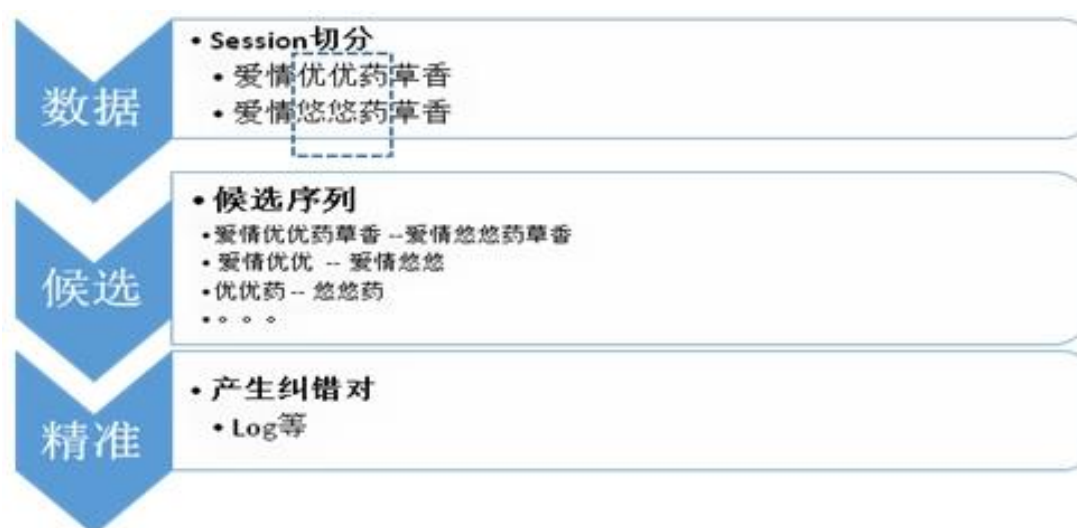 数据
• Session切分
• 爱情优优药草香
• 爱情悠悠药草香
候选
• 候选序列
• 爱情优优药草香 --爱情悠悠药草香
• 爱情优优 -- 爱情悠悠
• 优优药 -- 悠悠药
• 。。。
精准
• 产生纠错对
• Log等